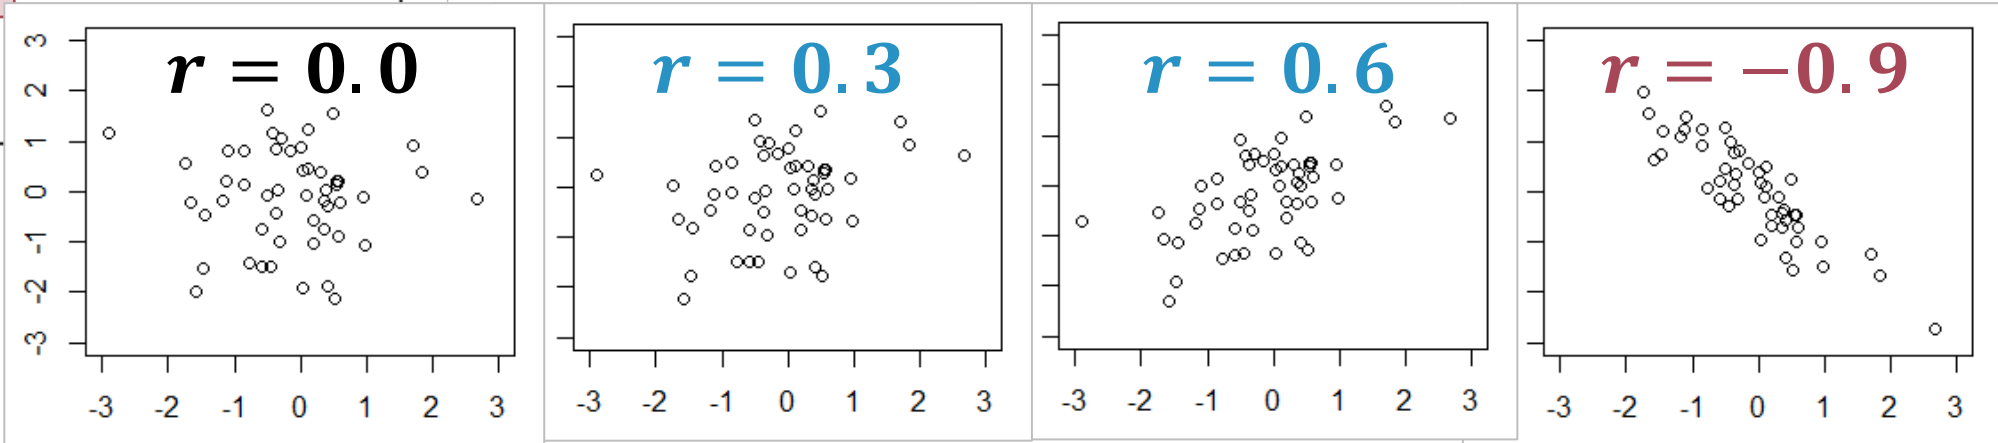 r = 0.0
r = 0.3
r = 0.6
r = −0.9
3
2
1
0
-1
-2
-3
-3 -2 -1 0 1 2 3
-3 -2 -1 0 1 2 3
-3 -2 -1 0 1 2 3
-3 -2 -1 0 1 2 3